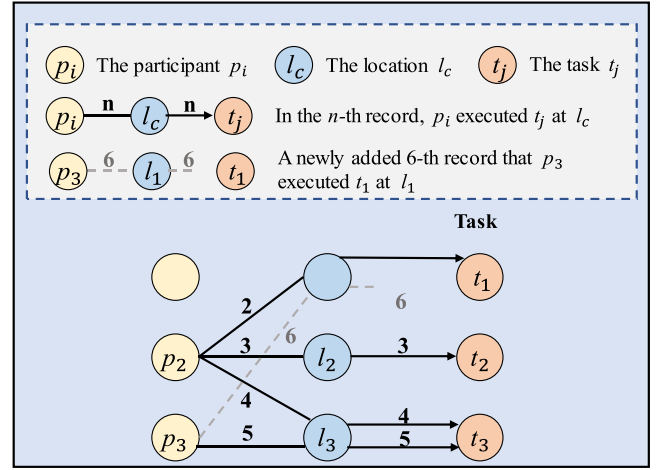 p_i The participant p_i l_c The location l_c t_j The task t_j
p_i n l_c n t_j In the n-th record, p_i executed t_j at l_c
p_3 6 l_1 6 t_1 A newly added 6-th record that p_3
executed t_1 at l_1
Task
t_1
2
6
6
p_2 3 l_2 3 t_2
4
4
p_3 5 l_3 5 t_3